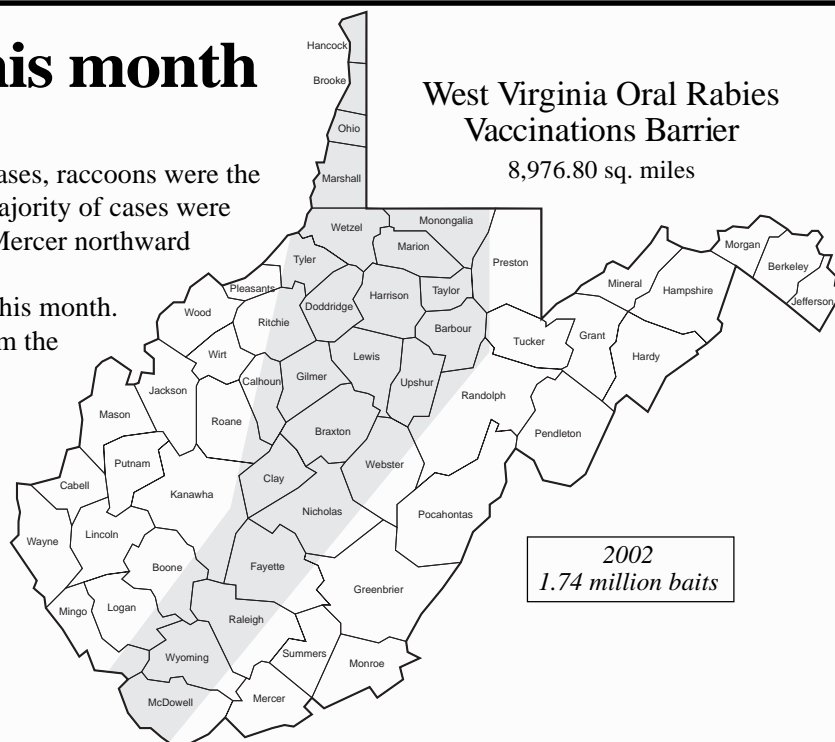 his month
ases, raccoons were the
ajority of cases were
Mercer northward
his month.
m the
West Virginia Oral Rabies
Vaccinations Barrier
8,976.80 sq. miles
Hancock
Brooke
Ohio
Marshall
Wetzel
Monongalia
Marion
Preston
Tyler
Morgan
Berkeley
Mineral
Hampshire
Jefferson
Pleasants
Doddridge
Harrison
Taylor
Wood
Ritchie
Barbour
Tucker
Grant
Hardy
Wirt
Lewis
Calhoun
Gilmer
Upshur
Jackson
Randolph
Mason
Roane
Braxton
Pendleton
Putnam
Webster
Cabell
Kanawha
Clay
Nicholas
Pocahontas
Wayne
Lincoln
Boone
Fayette
Greenbrier
Mingo
Logan
Raleigh
Wyoming
Summers
Monroe
McDowell
Mercer
2002
1.74 million baits